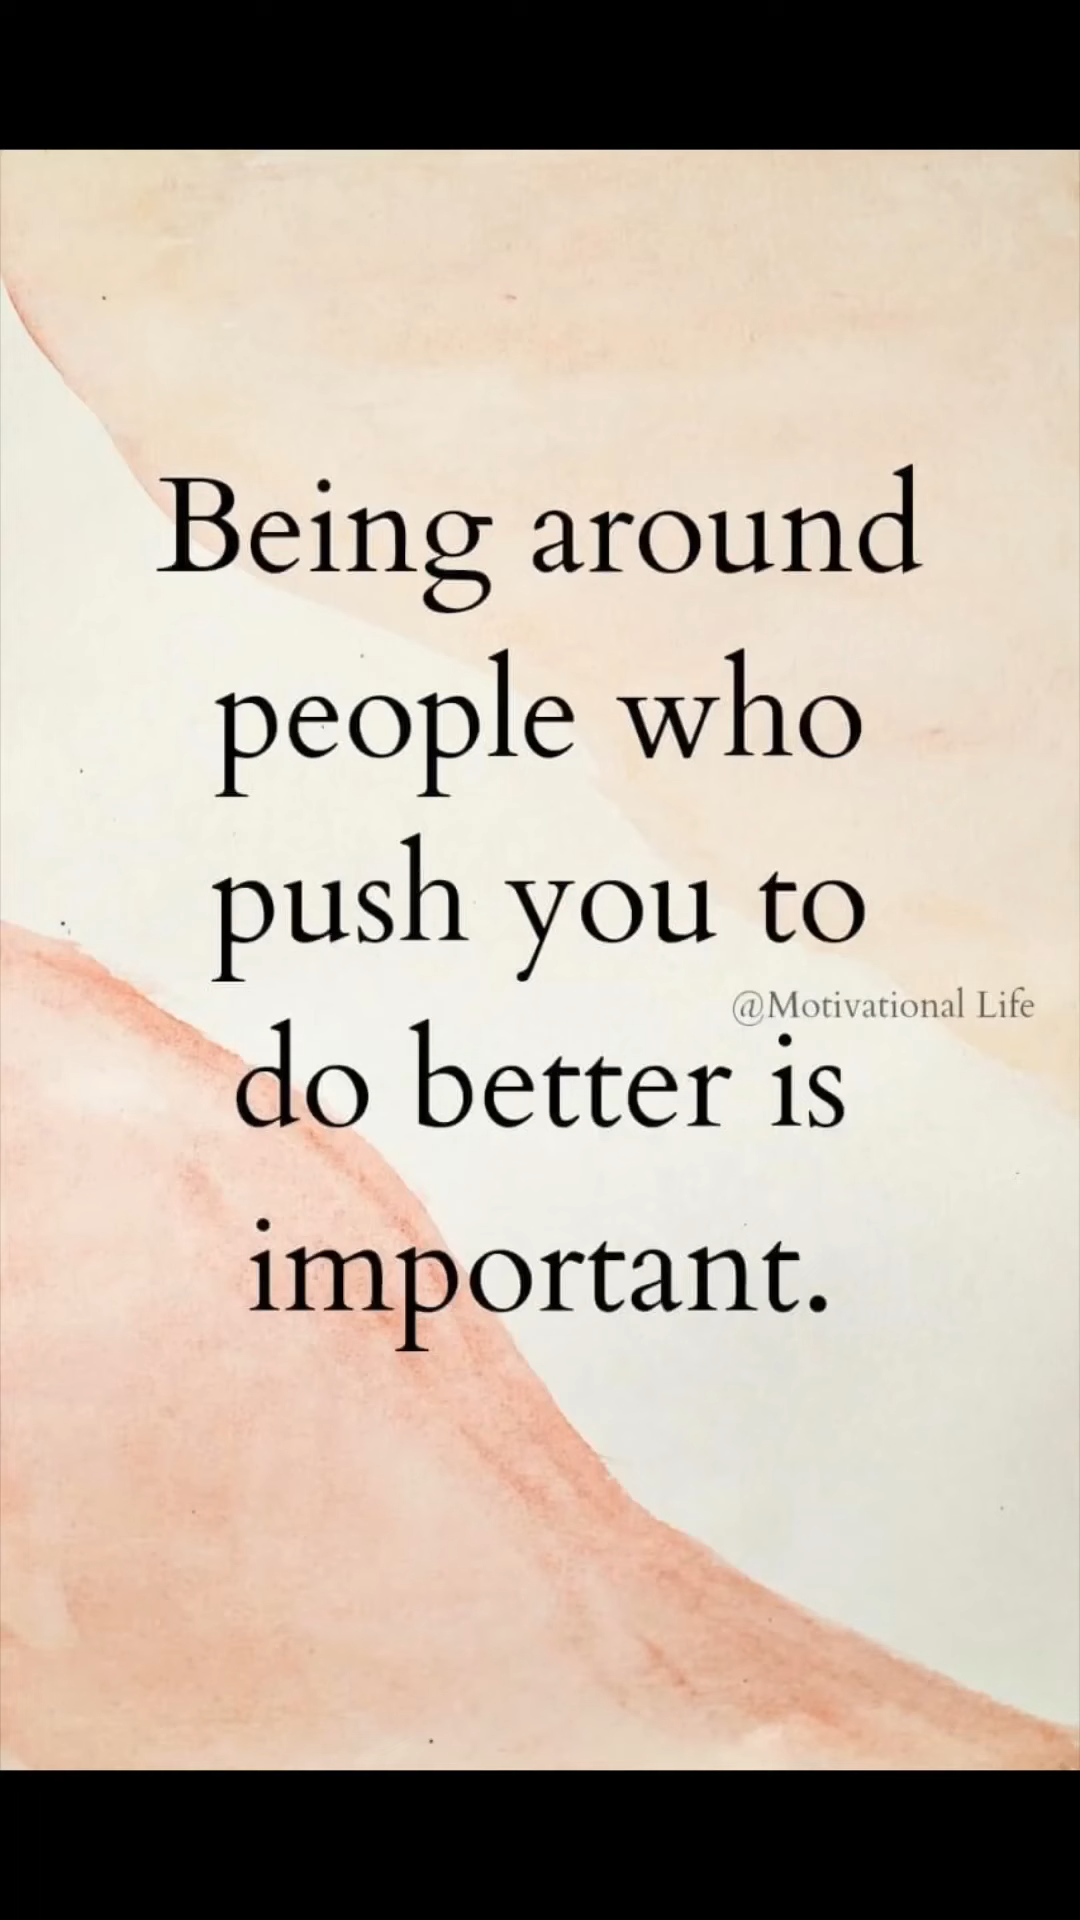 Being around
people who
push you to
@Motivational Life
do better is
important.